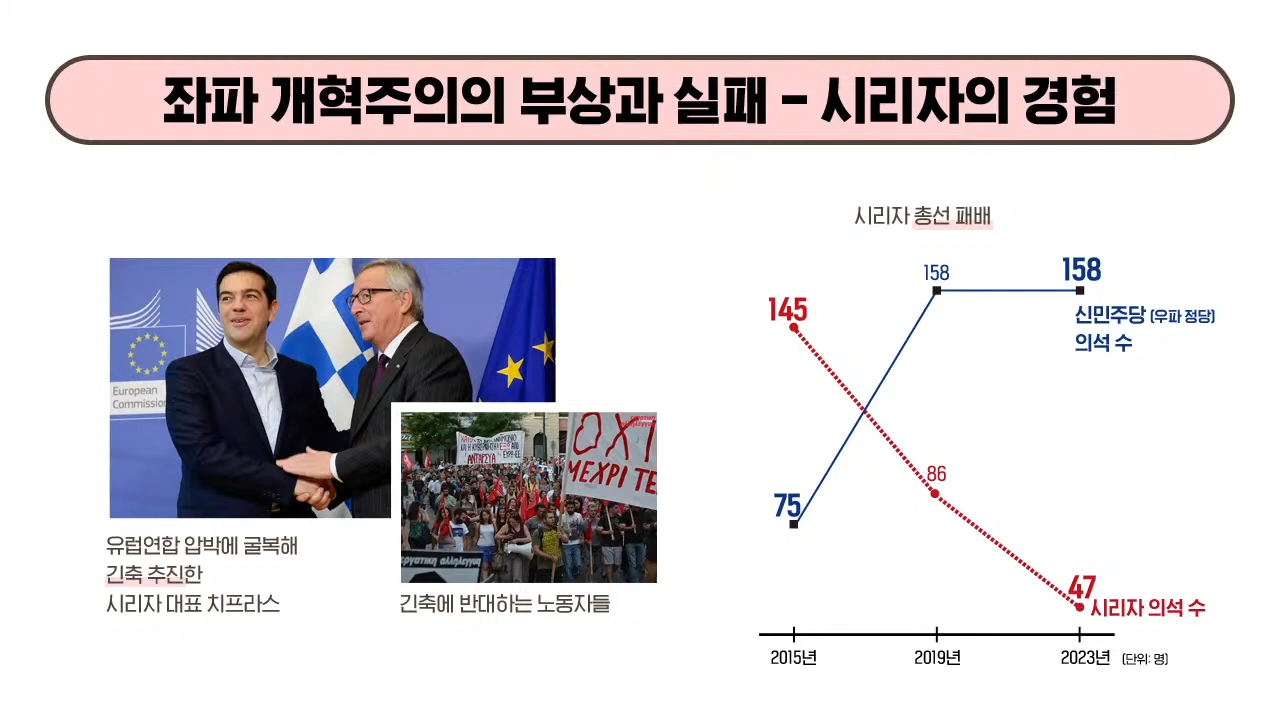 좌파 개혁주의의 부상과 실패 - 시리자의 경험
European
Commission
유럽연합 압박에 굴복해
긴축 추진한
시리자 대표 치프라스
ΑΝΤΑΡΣΥΑ
ΟΧΙ
ΜΕΧΡΙ ΤΕ
εργατική αλληλεγγύη
긴축에 반대하는 노동자들
시리자 총선 패배
158
158
신민주당 (우파 정당)
의석 수
145
75
86
47
시리자 의석 수
2015년
2019년
2023년 (단위: 명)